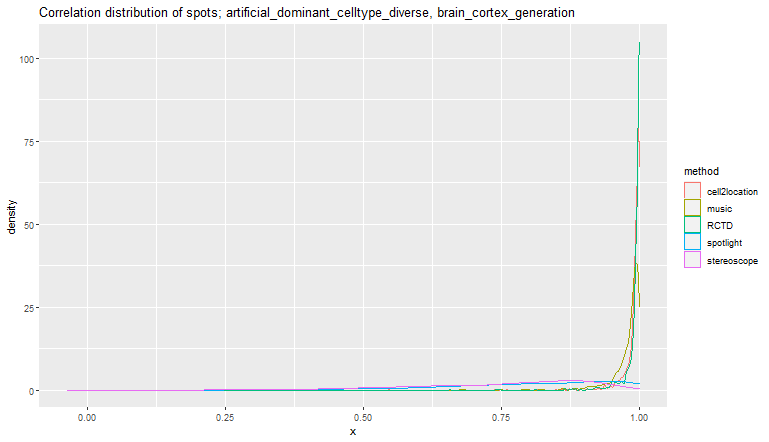 Correlation distribution of spots; artificial_dominant_celltype_diverse, brain_cortex_generation
100
75
50
25
0
density
0.00
0.25
0.50
0.75
1.00
x
method
cell2location
music
RCTD
spotlight
stereoscope